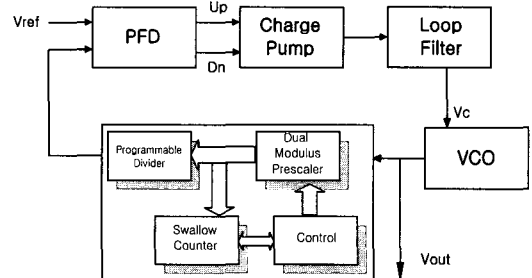 Vref
PFD
Up
Dn
Charge
Pump
Loop
Filter
Vc
VCO
Programmable
Divider
Dual
Modulus
Prescaler
Swallow
Counter
Control
Vout